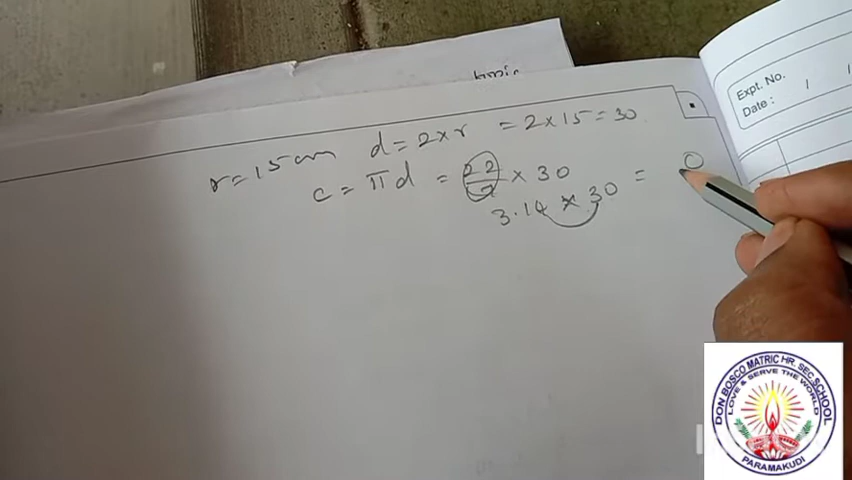 Expt. No.
Date : / /
r = 15 cm d = 2 × r = 2 × 15 = 30
c = πd = 22/7 × 30
3.14 × 30 = 0
DON BOSCO MATRIC HR. SEC. SCHOOL
LOVE & SERVE THE WORLD
PARAMAKUDI